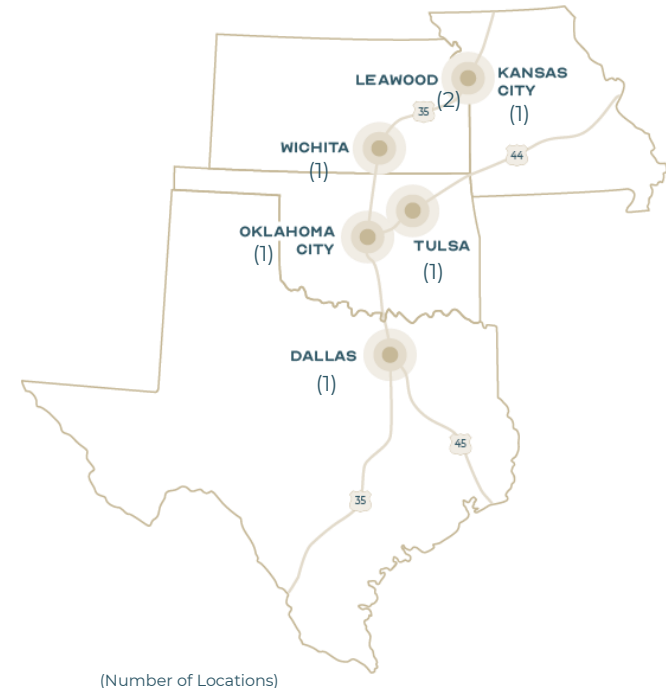 LEAWOOD
(2)
KANSAS
CITY
(1)
35
44
WICHITA
(1)
OKLAHOMA
CITY
(1)
TULSA
(1)
DALLAS
(1)
45
35
(Number of Locations)